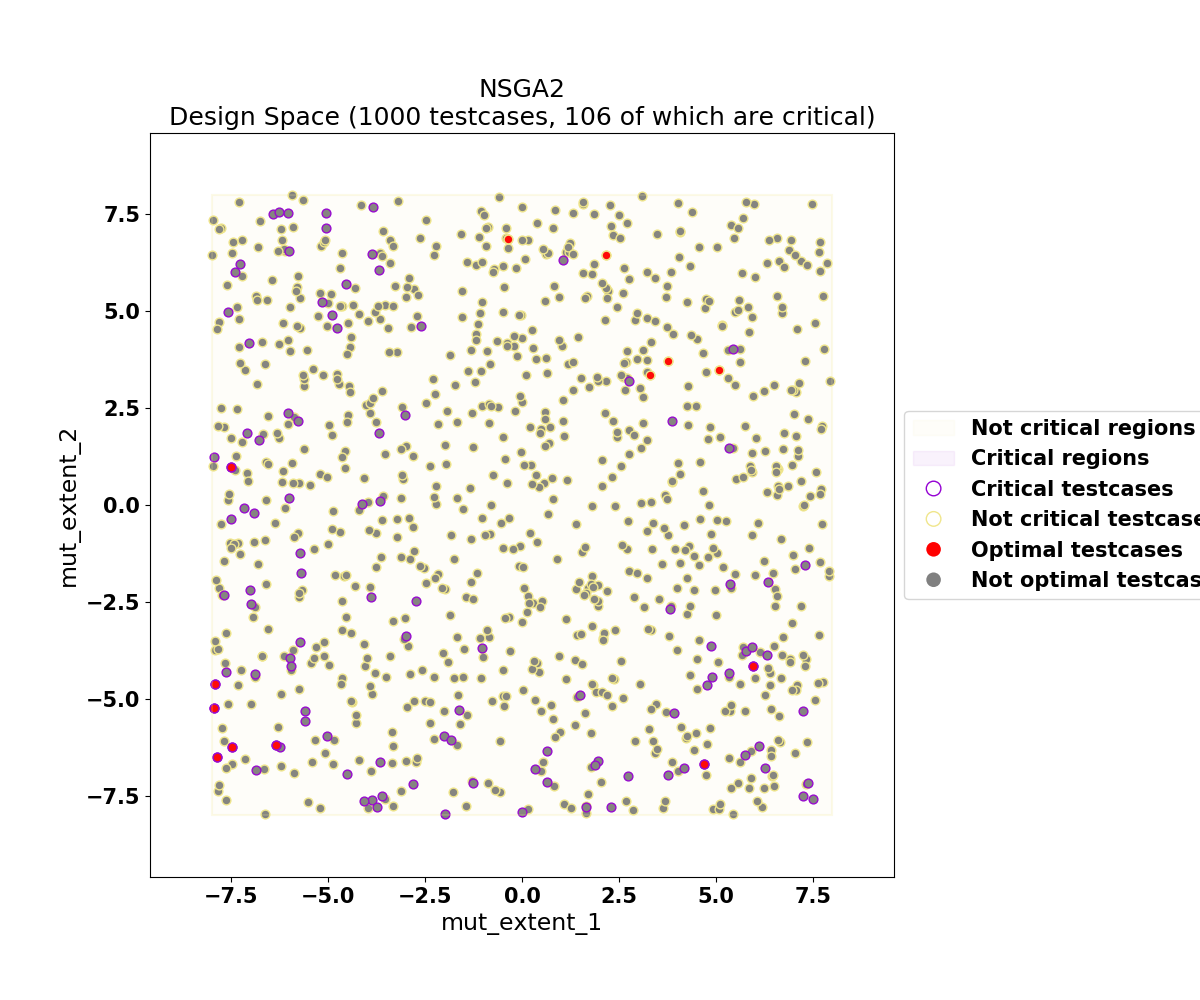 NSGA2
Design Space (1000 testcases, 106 of which are critical)
7.5
5.0
2.5
0.0
−2.5
−5.0
−7.5
mut_extent_2
−7.5 −5.0 −2.5 0.0 2.5 5.0 7.5
mut_extent_1
Not critical regions
Critical regions
Critical testcases
Not critical testcase
Optimal testcases
Not optimal testcas